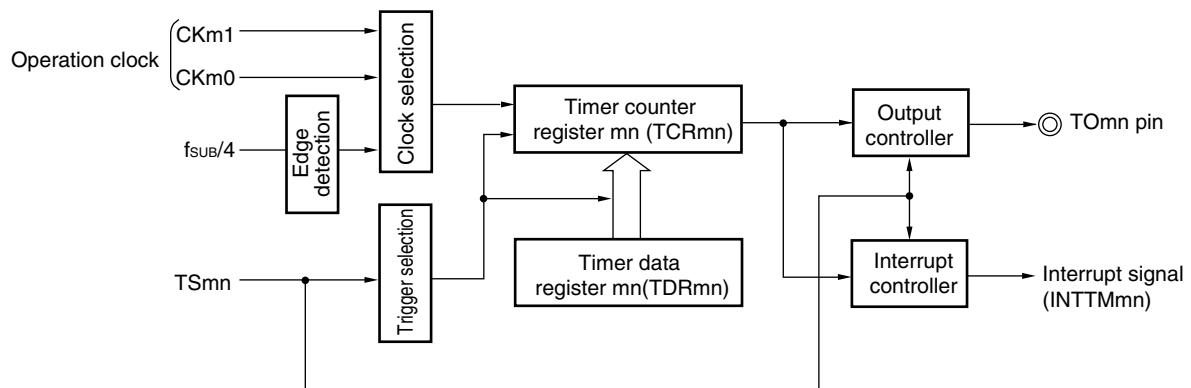 Operation clock
CKm1
CKm0
fSUB/4
Edge
detection
Clock selection
Timer counter
register mn (TCRmn)
Output
controller
TOmn pin
TSmn
Trigger selection
Timer data
register mn(TDRmn)
Interrupt
controller
Interrupt signal
(INTTMmn)